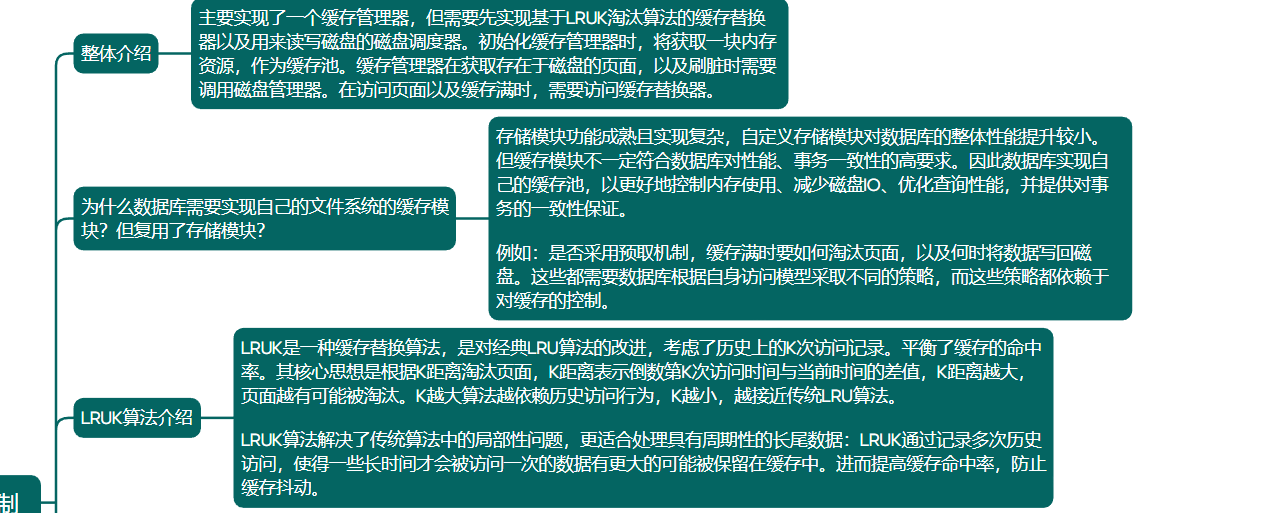 整体介绍
主要实现了一个缓存管理器，但需要先实现基于LRUK淘汰算法的缓存替换
器以及用来读写磁盘的磁盘调度器。初始化缓存管理器时，将获取一块内存
资源，作为缓存池。缓存管理器在获取存在于磁盘的页面，以及刷脏时需要
调用磁盘管理器。在访问页面以及缓存满时，需要访问缓存替换器。
为什么数据库需要实现自己的文件系统的缓存模
块？但复用了存储模块？
存储模块功能成熟且实现复杂，自定义存储模块对数据库的整体性能提升较小。
但缓存模块不一定符合数据库对性能、事务一致性的高要求。因此数据库实现自
己的缓存池，以更好地控制内存使用、减少磁盘IO、优化查询性能，并提供对事
务的一致性保证。
例如：是否采用预取机制，缓存满时要如何淘汰页面，以及何时将数据写回磁
盘。这些都需要数据库根据自身访问模型采取不同的策略，而这些策略都依赖于
对缓存的控制。
LRUK算法介绍
LRUK是一种缓存替换算法，是对经典LRU算法的改进，考虑了历史上的K次访问记录。平衡了缓存的命中
率。其核心思想是根据K距离淘汰页面，K距离表示倒数第K次访问时间与当前时间的差值，K距离越大，
页面越有可能被淘汰。K越大算法越依赖历史访问行为，K越小，越接近传统LRU算法。
LRUK算法解决了传统算法中的局部性问题，更适合处理具有周期性的长尾数据：LRUK通过记录多次历史
访问，使得一些长时间才会被访问一次的数据有更大的可能被保留在缓存中。进而提高缓存命中率，防止
缓存抖动。
制